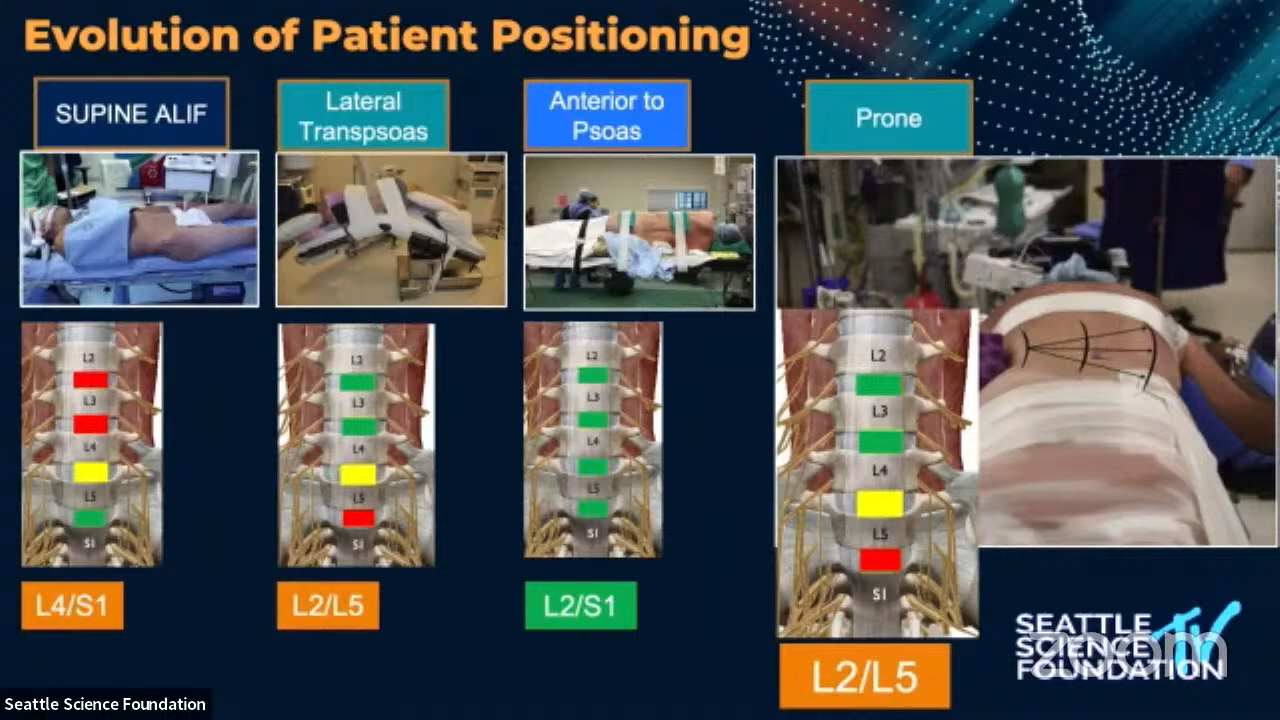 Evolution of Patient Positioning
SUPINE ALIF
Lateral
Transpsoas
Anterior to
Psoas
Prone
L2
L3
L4
L5
S1
L2
L3
L4
L5
S1
L2
L3
L4
L5
S1
L2
L3
L4
L5
S1
L4/S1
L2/L5
L2/S1
L2/L5
SEATTLE
SCIENCE
FOUNDATION
TV
zoom
Seattle Science Foundation